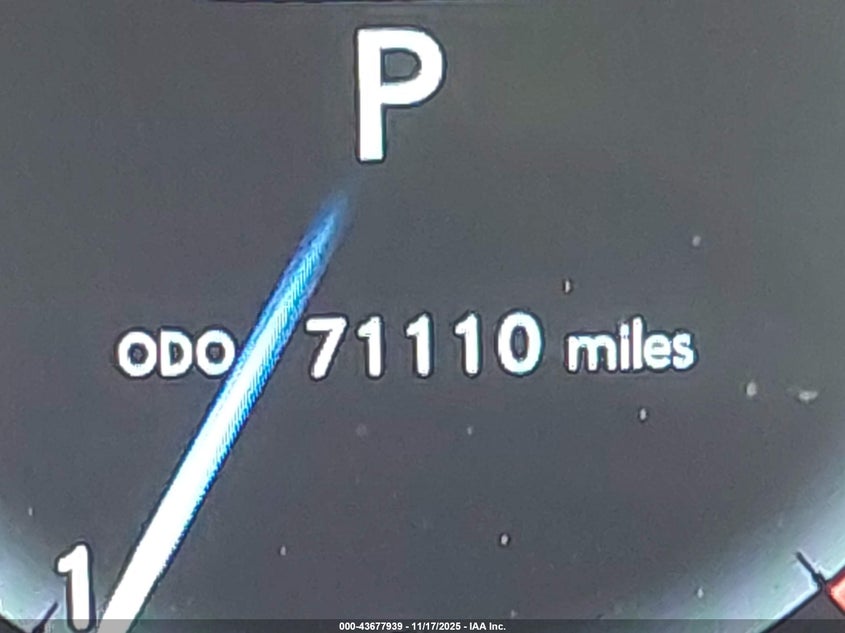 P
ODO 71110 miles
1
000-43677939 - 11/17/2025 - IAA Inc.